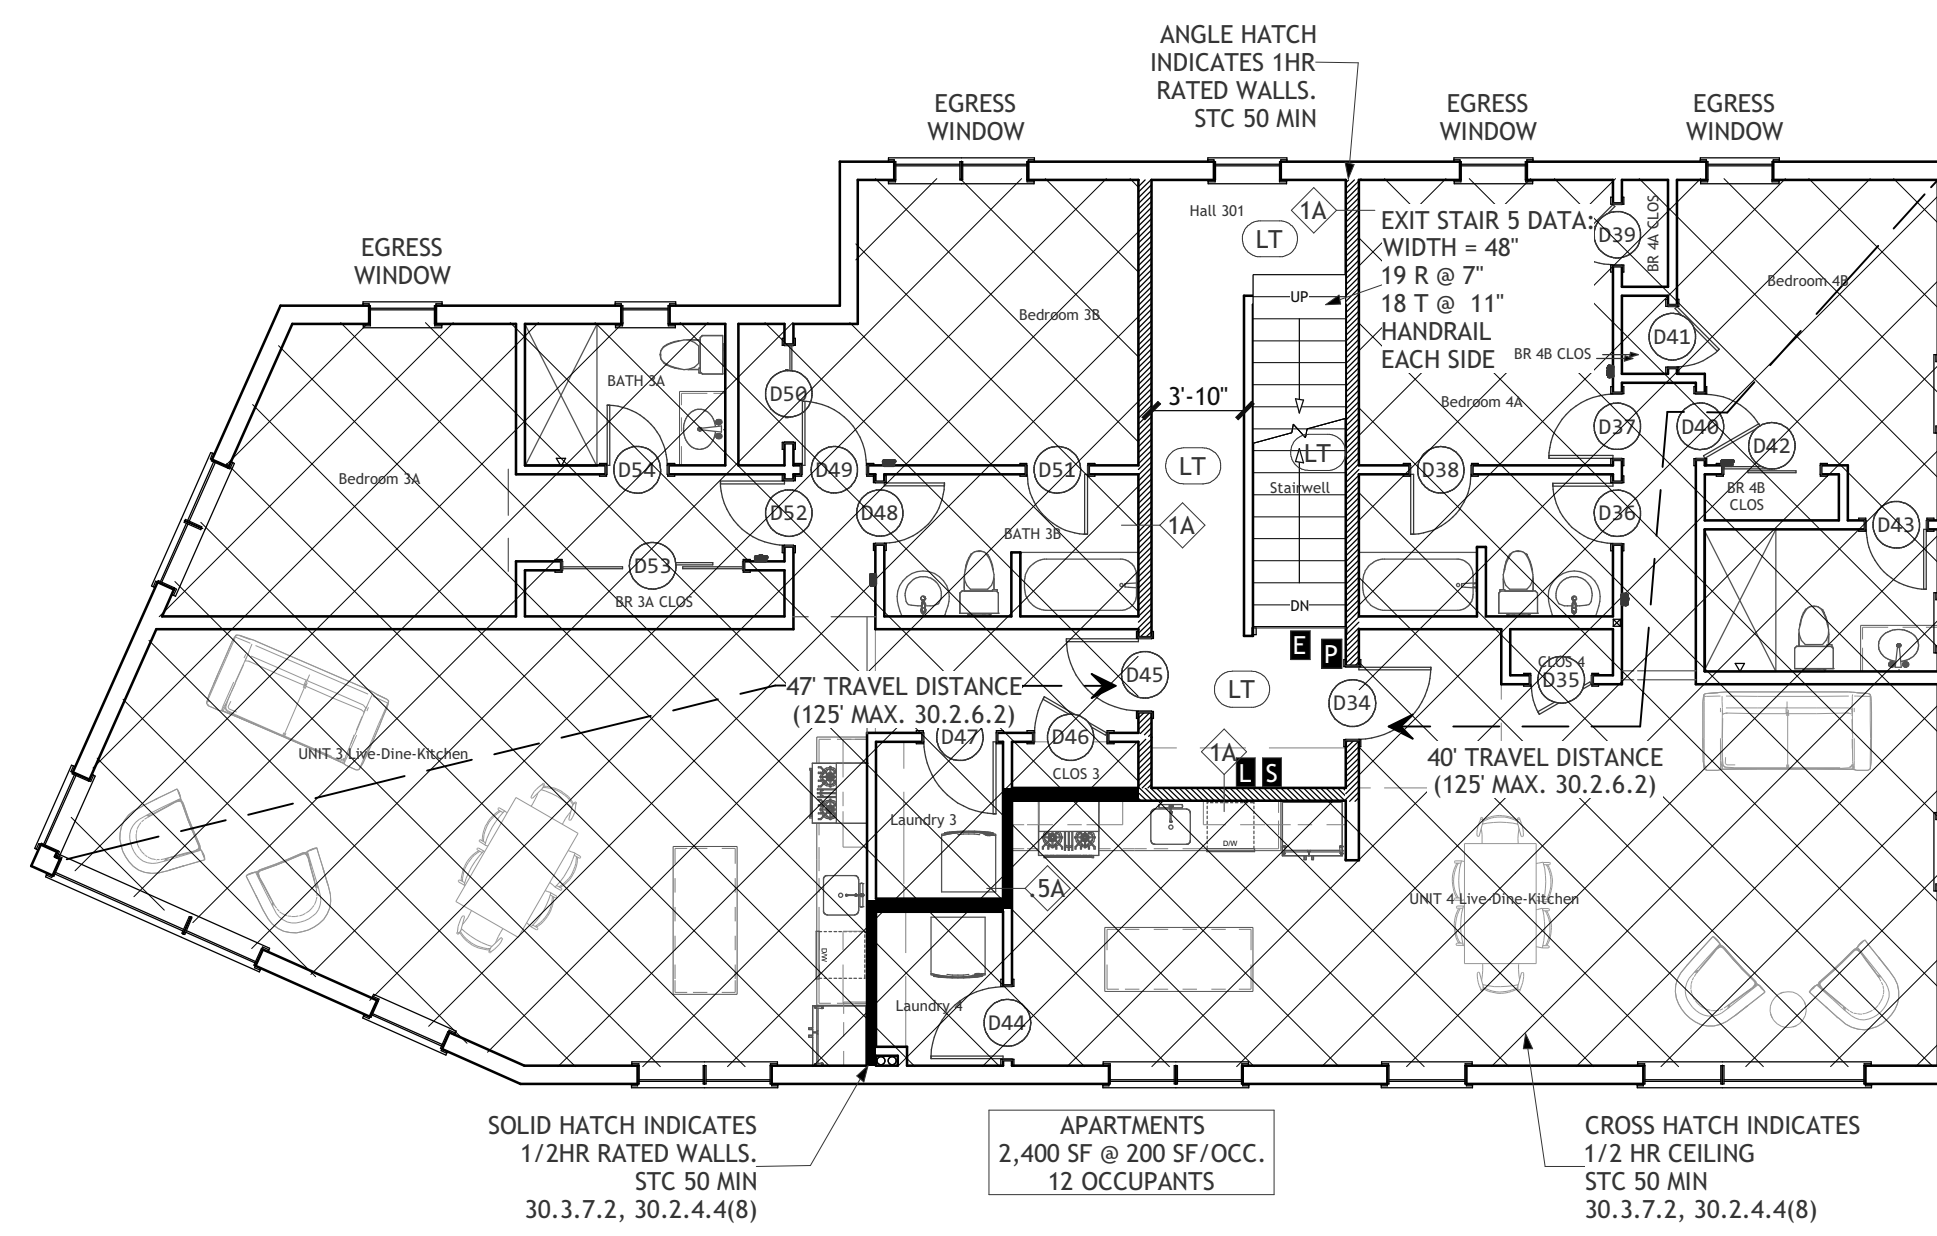 ANGLE HATCH
INDICATES 1HR
RATED WALLS.
STC 50 MIN
EGRESS
WINDOW
EGRESS
WINDOW
EGRESS
WINDOW
EGRESS
WINDOW
Hall 301
1A
LT
EXIT STAIR 5 DATA:
WIDTH = 48"
19 R @ 7"
18 T @ 11"
HANDRAIL
EACH SIDE
D39
BR 4A CLOS
Bedroom 4B
UP
Bedroom 3B
D41
BR 4B CLOS
BATH 3A
D50
3'-10"
Bedroom 4A
D37
D40
D42
LT
LT
Bedroom 3A
D54
D49
D51
D38
Stairwell
BR 4B
CLOS
D52
D48
1A
D36
D43
BATH 3B
D53
BR 3A CLOS
DN
E
P
CLOS 4
D35
D45
LT
D34
47' TRAVEL DISTANCE
(125' MAX. 30.2.6.2)
D47
D46
1A
40' TRAVEL DISTANCE
(125' MAX. 30.2.6.2)
UNIT 3 Live-Dine-Kitchen
CLOS 3
L
S
Laundry 3
D/W
.5A
UNIT 4 Live-Dine-Kitchen
D/W
Laundry 4
D44
SOLID HATCH INDICATES
1/2HR RATED WALLS.
STC 50 MIN
30.3.7.2, 30.2.4.4(8)
APARTMENTS
2,400 SF @ 200 SF/OCC.
12 OCCUPANTS
CROSS HATCH INDICATES
1/2 HR CEILING
STC 50 MIN
30.3.7.2, 30.2.4.4(8)